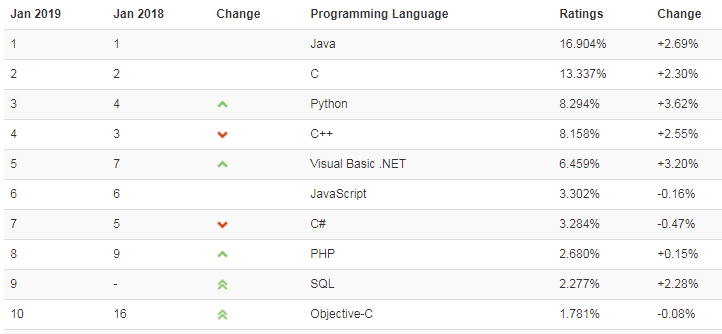 Jan 2019 Jan 2018 Change Programming Language Ratings Change
1 1 Java 16.904% +2.69%
2 2 C 13.337% +2.30%
3 4 Python 8.294% +3.62%
4 3 C++ 8.158% +2.55%
5 7 Visual Basic .NET 6.459% +3.20%
6 6 JavaScript 3.302% -0.16%
7 5 C# 3.284% -0.47%
8 9 PHP 2.680% +0.15%
9 - SQL 2.277% +2.28%
10 16 Objective-C 1.781% -0.08%